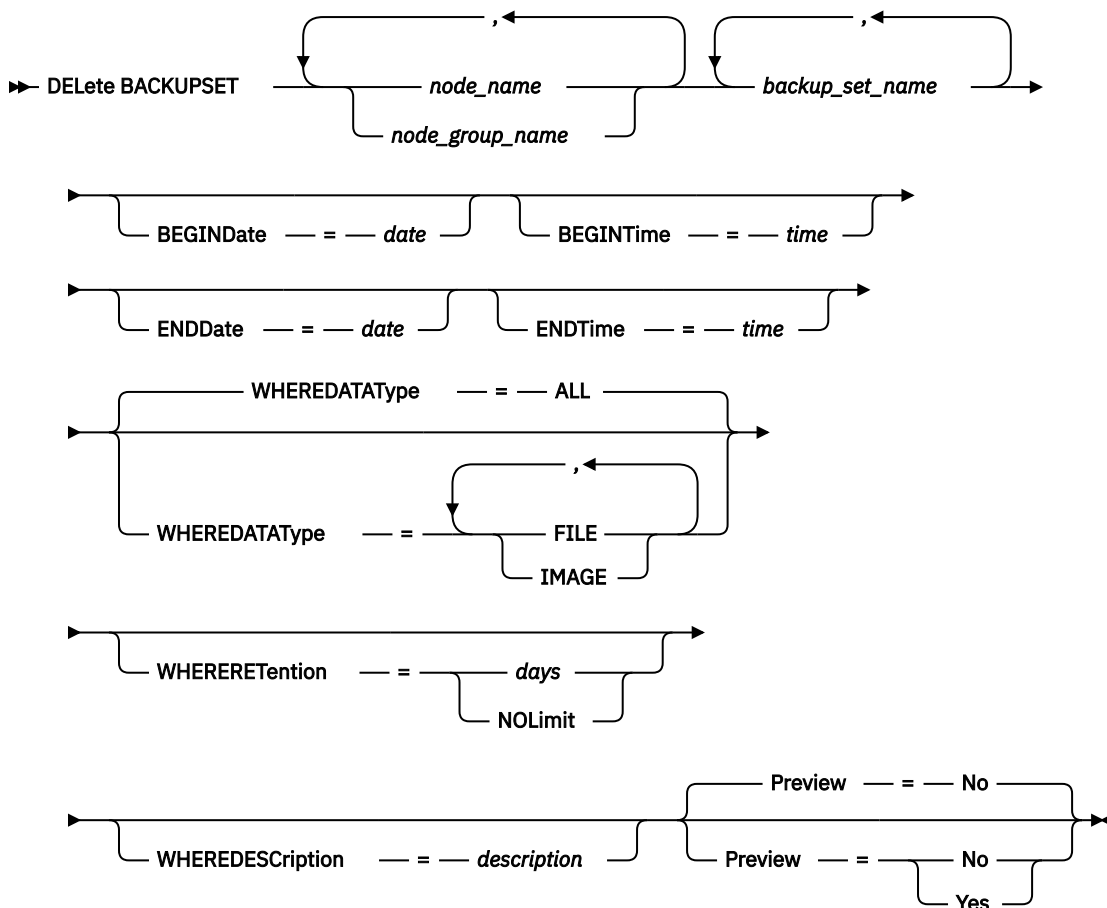 ,
,
DELete BACKUPSET node_name backup_set_name
node_group_name
BEGINDate = date BEGINTime = time
ENDDate = date ENDTime = time
WHEREDATAType = ALL
,
WHEREDATAType = FILE
IMAGE
WHERERETention = days
NOLimit
Preview = No
WHEREDESCription = description Preview = No
Yes